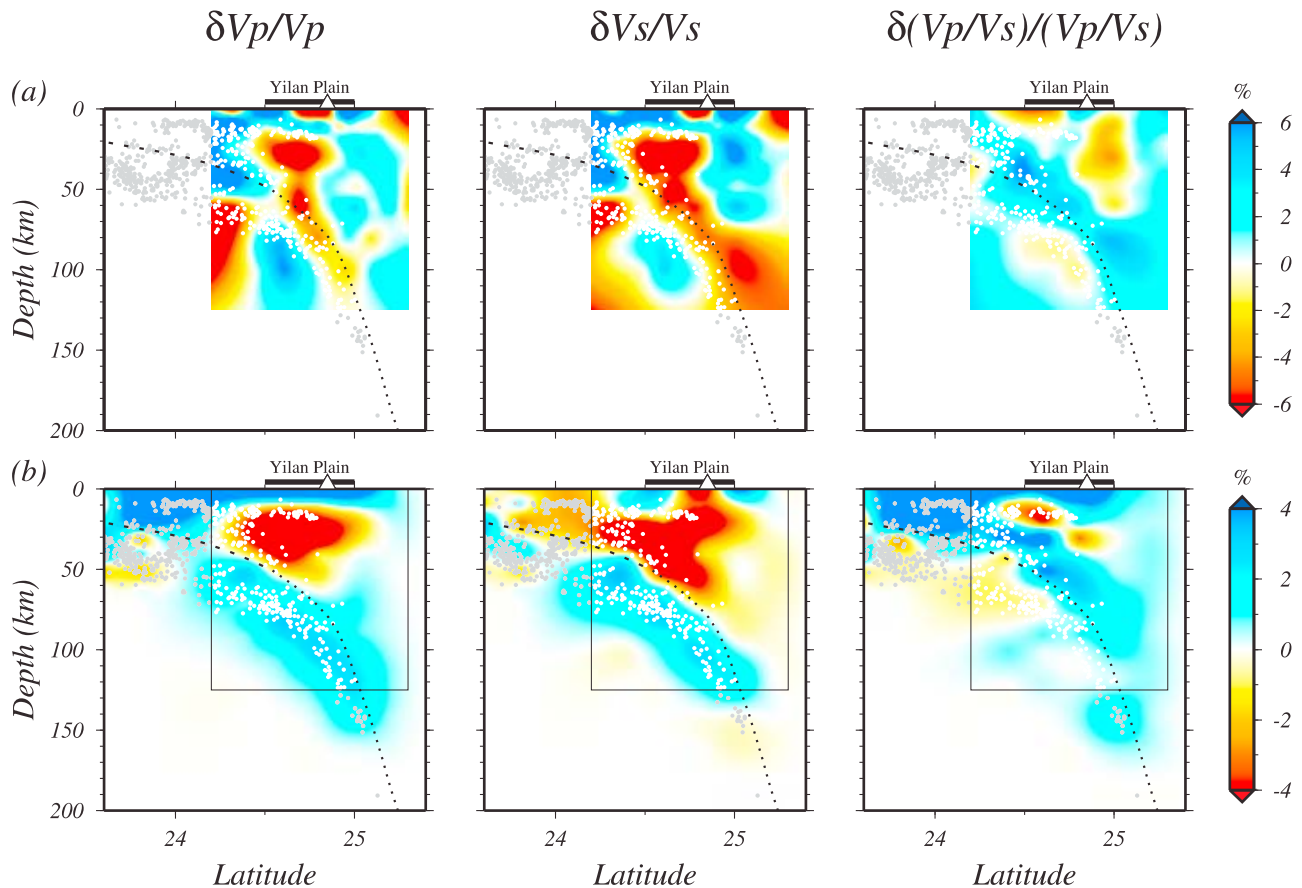 δVp/Vp δVs/Vs δ(Vp/Vs)/(Vp/Vs)
(a) Yilan Plain Yilan Plain Yilan Plain %
0 6
50 4
2
100 0
-2
150 -4
200 -6
Depth (km)
(b) Yilan Plain Yilan Plain Yilan Plain %
0 4
50 2
100 0
150 -2
200 -4
Depth (km)
24 25 24 25 24 25
Latitude Latitude Latitude